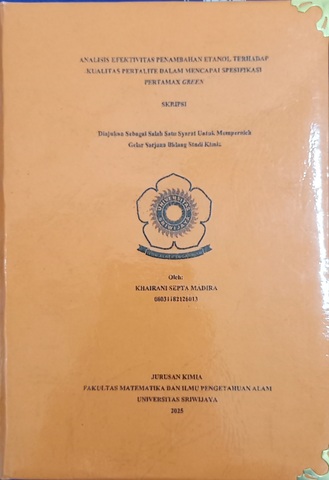 ANALISIS EFEKTIVITAS PENAMBAHAN ETANOL TERHADAP
KUALITAS PERTALITE DALAM MENCAPAI SPESIFIKASI
PERTAMAX GREEN
SKRIPSI
Diajukan Sebagai Salah Satu Syarat Untuk Memperoleh
Gelar Sarjana Bidang Studi Kimia
UNIVERSITAS
SRIWIJAYA
Oleh:
KHAIRANI SEPTA MADIRA
08031182126013
JURUSAN KIMIA
FAKULTAS MATEMATIKA DAN ILMU PENGETAHUAN ALAM
UNIVERSITAS SRIWIJAYA
2025